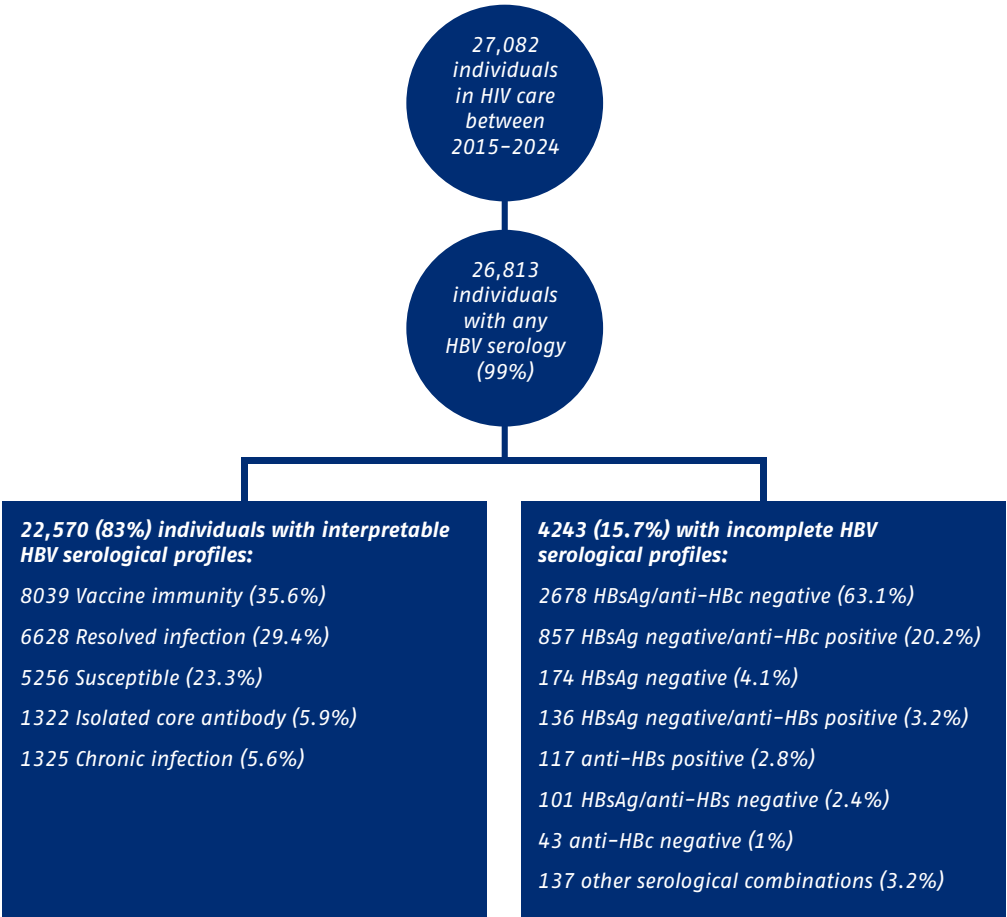 27,082
individuals
in HIV care
between
2015–2024
26,813
individuals
with any
HBV serology
(99%)
22,570 (83%) individuals with interpretable
HBV serological profiles:
8039 Vaccine immunity (35.6%)
6628 Resolved infection (29.4%)
5256 Susceptible (23.3%)
1322 Isolated core antibody (5.9%)
1325 Chronic infection (5.6%)
4243 (15.7%) with incomplete HBV
serological profiles:
2678 HBsAg/anti-HBc negative (63.1%)
857 HBsAg negative/anti-HBc positive (20.2%)
174 HBsAg negative (4.1%)
136 HBsAg negative/anti-HBs positive (3.2%)
117 anti-HBs positive (2.8%)
101 HBsAg/anti-HBs negative (2.4%)
43 anti-HBc negative (1%)
137 other serological combinations (3.2%)